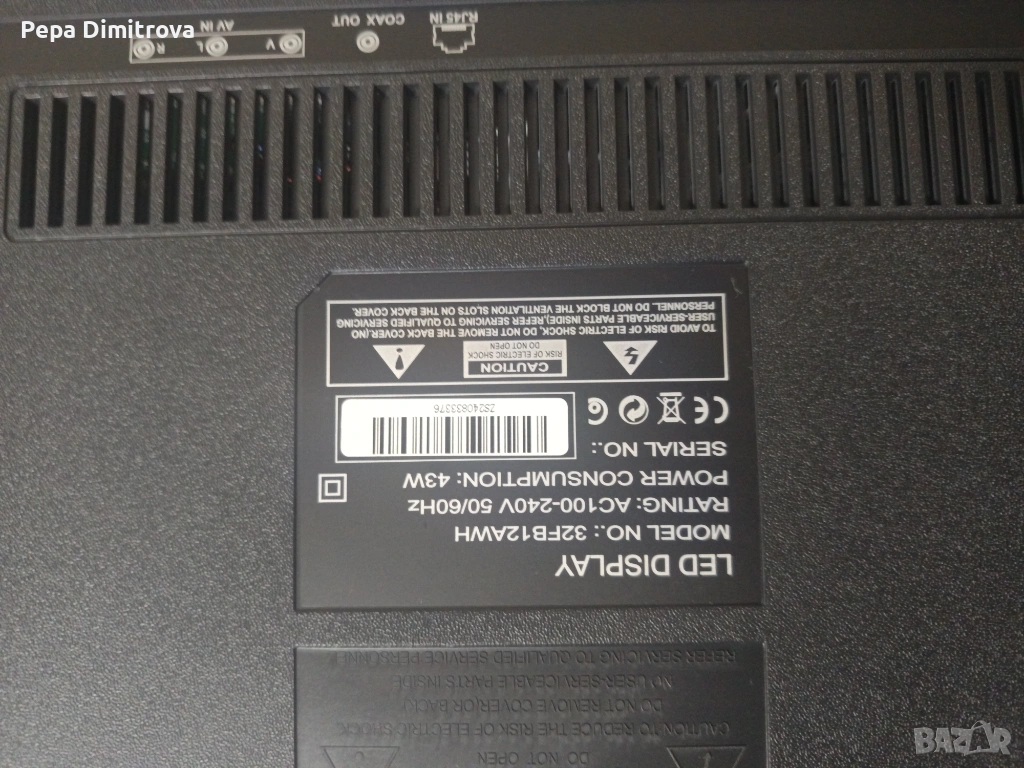 Pepa Dimitrova
RJ45 IN
COAX OUT
AV IN
V
L
R
LED DISPLAY
MODEL NO.: 32FB12AWH
RATING: AC100-240V 50/60Hz
POWER CONSUMPTION: 43W
SERIAL NO.:
ZS240833376
CE
CAUTION
RISK OF ELECTRIC SHOCK
DO NOT OPEN
TO AVOID RISK OF ELECTRIC SHOCK, DO NOT REMOVE THE BACK COVER,(NO
USER-SERVICEABLE PARTS INSIDE),REFER SERVICING TO QUALIFIED SERVICING
PERSONNEL. DO NOT BLOCK THE VENTILATION SLOTS ON THE BACK COVER.
DO NOT OPEN
CAUTION TO REDUCE THE RISK OF ELECTRIC SHOCK.
DO NOT REMOVE COVER(OR BACK)
NO USER-SERVICEABLE PARTS INSIDE
REFER SERVICING TO QUALIFIED SERVICE PERSONNEL
BAZAR